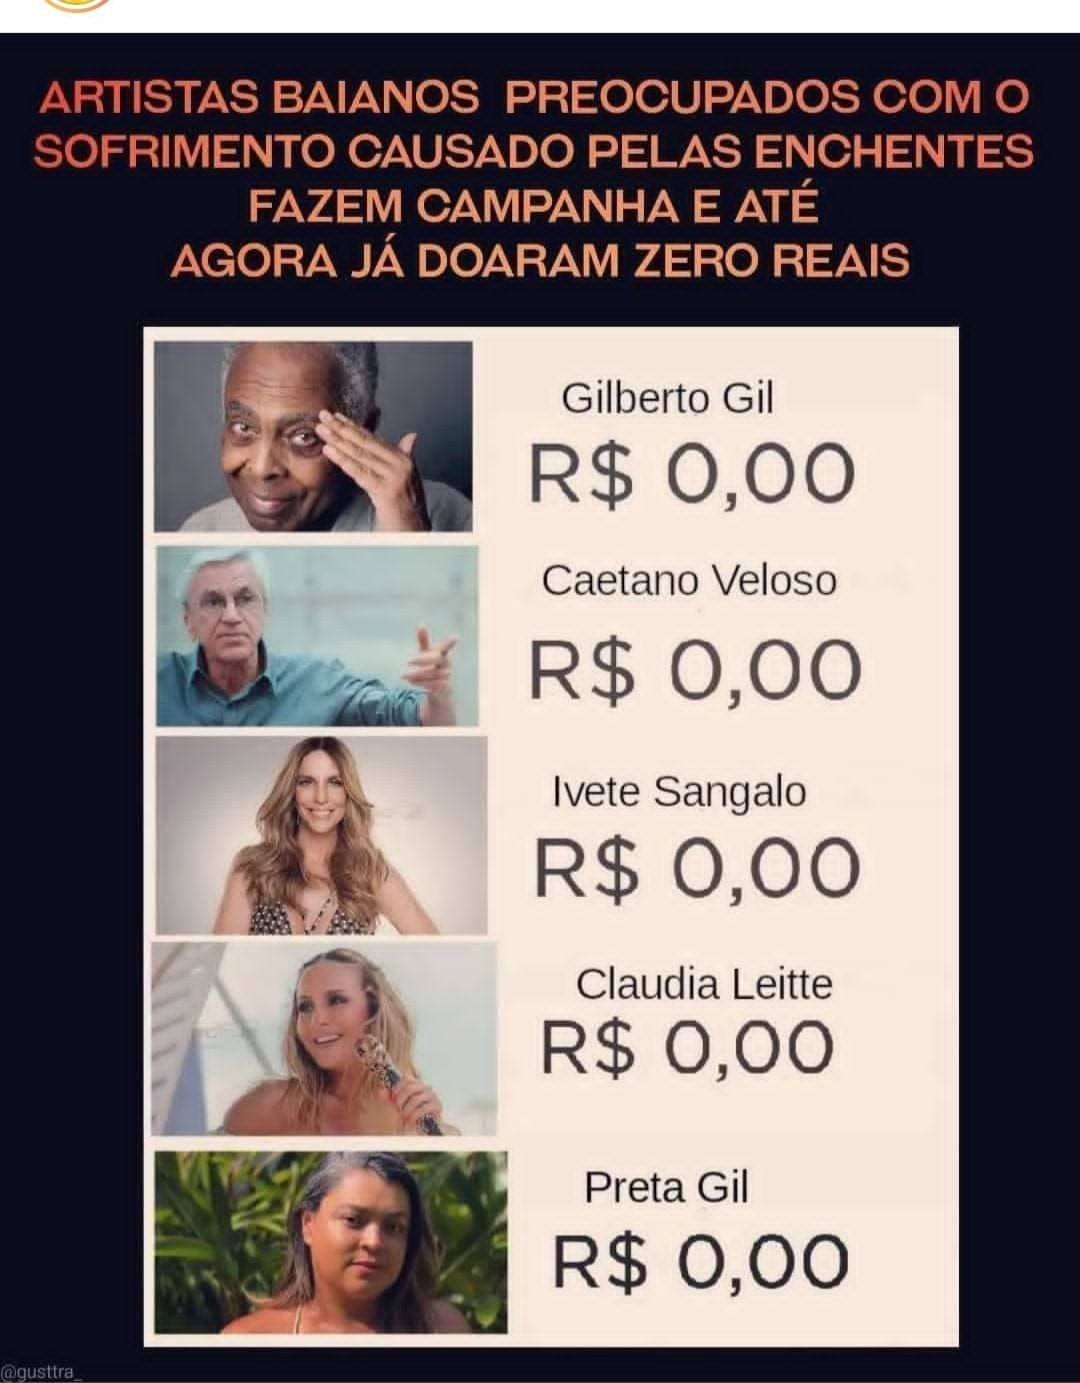 ARTISTAS BAIANOS PREOCUPADOS COM O
SOFRIMENTO CAUSADO PELAS ENCHENTES
FAZEM CAMPANHA E ATÉ
AGORA JÁ DOARAM ZERO REAIS
Gilberto Gil
R$ 0,00
Caetano Veloso
R$ 0,00
Ivete Sangalo
R$ 0,00
Claudia Leitte
R$ 0,00
Preta Gil
R$ 0,00
@gusttra_